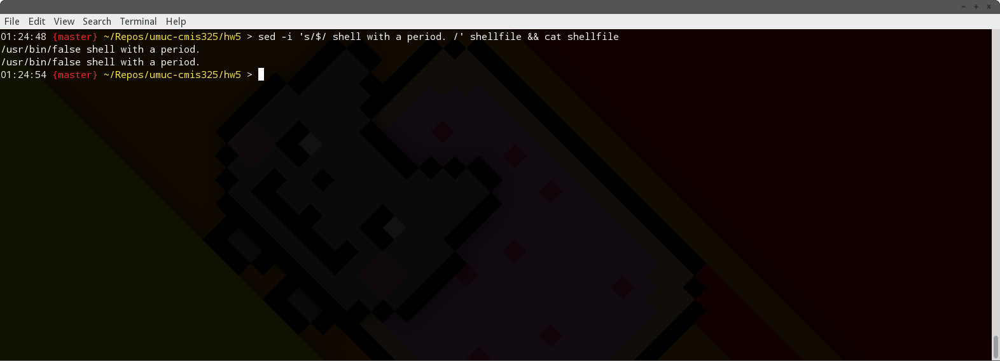 − + x
File Edit View Search Terminal Help
01:24:48 {master} ~/Repos/umuc-cmis325/hw5 > sed -i 's/$/ shell with a period. /' shellfile && cat shellfile
/usr/bin/false shell with a period.
/usr/bin/false shell with a period.
01:24:54 {master} ~/Repos/umuc-cmis325/hw5 >